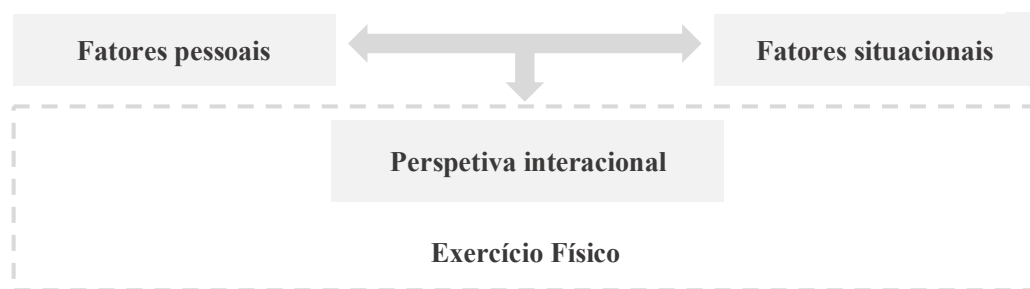 Fatores pessoais
Fatores situacionais
Perspetiva interacional
Exercício Físico